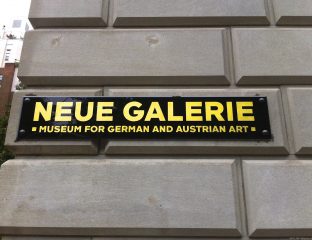 NEUE GALERIE
▪ MUSEUM FOR GERMAN AND AUSTRIAN ART ▪